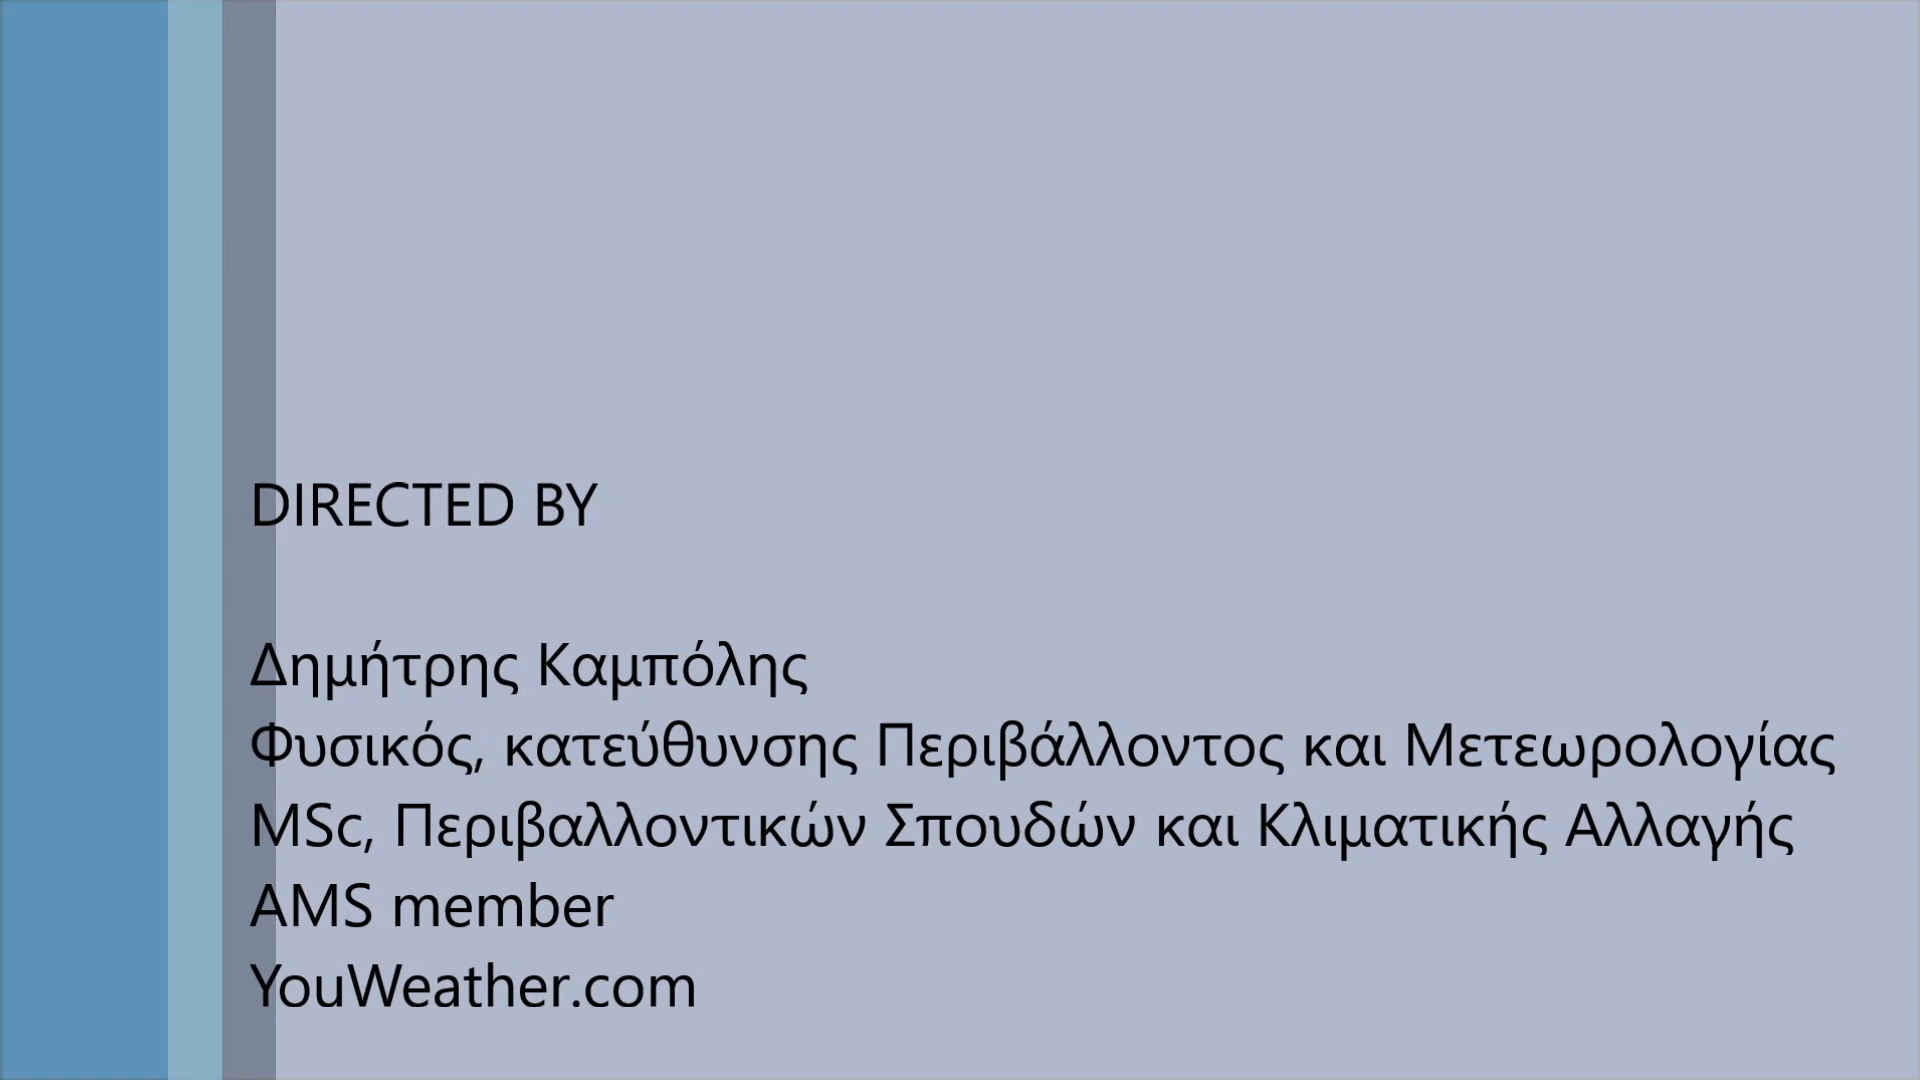 DIRECTED BY
Δημήτρης Καμπόλης
Φυσικός, κατεύθυνσης Περιβάλλοντος και Μετεωρολογίας
MSc, Περιβαλλοντικών Σπουδών και Κλιματικής Αλλαγής
AMS member
YouWeather.com